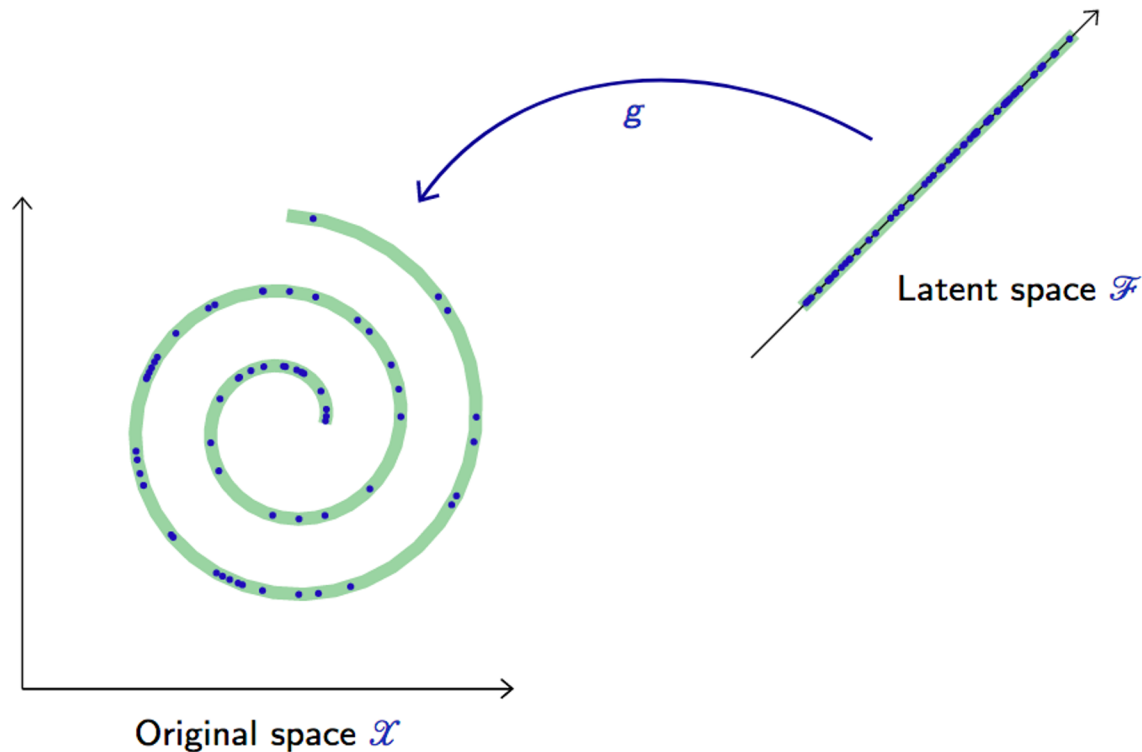 g
Latent space ℱ
Original space 𝒳